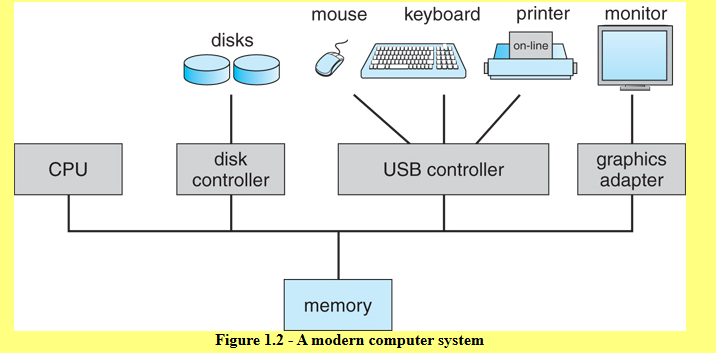 mouse keyboard printer monitor
disks
on-line
CPU
disk
controller
USB controller
graphics
adapter
memory
Figure 1.2 - A modern computer system